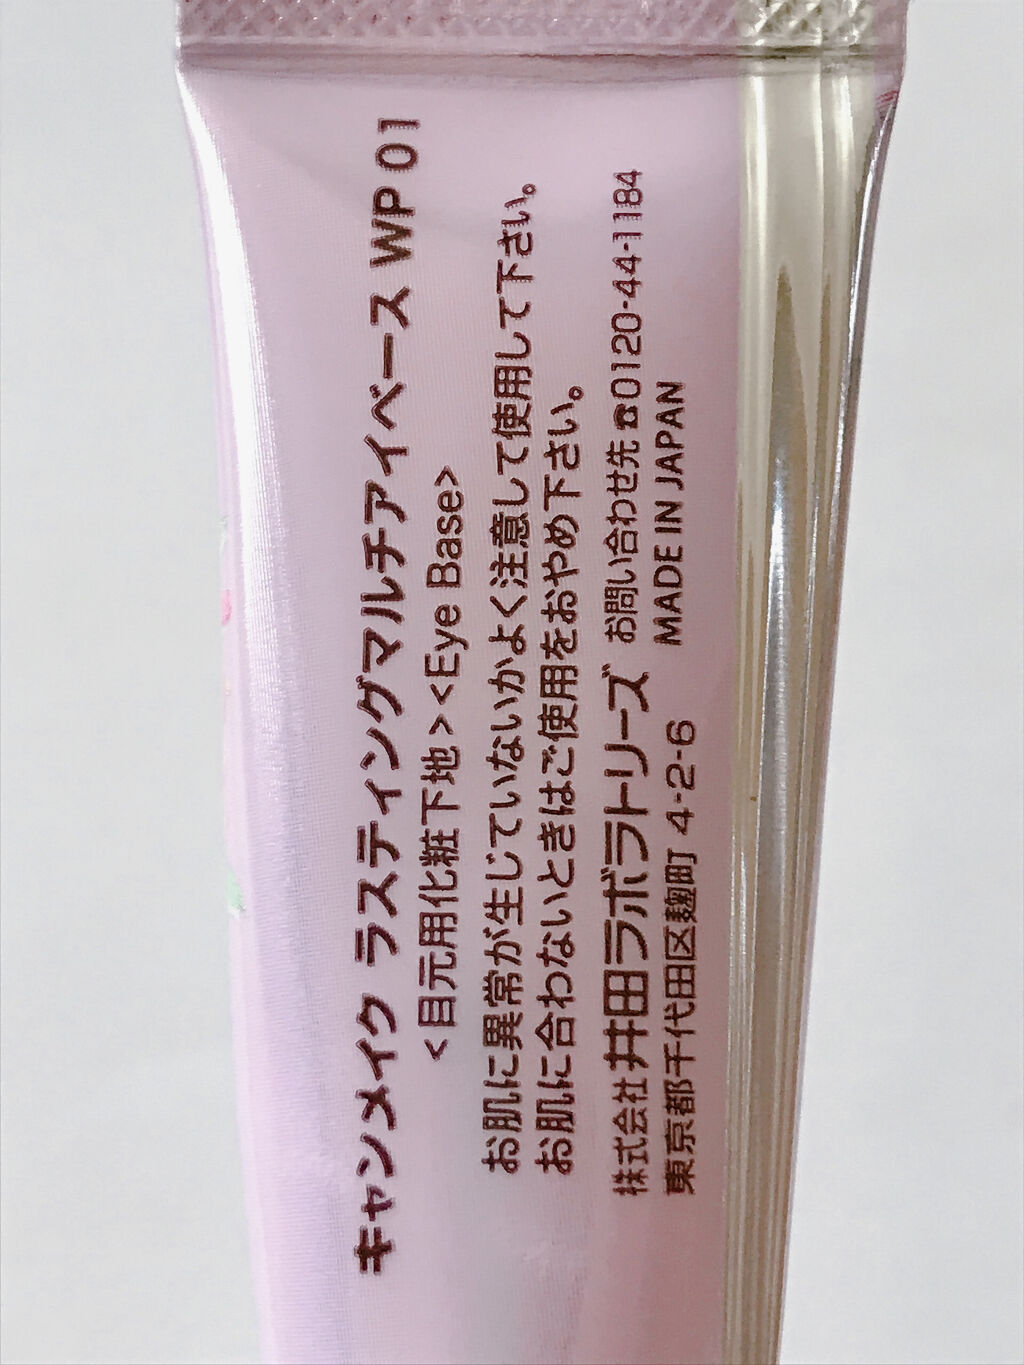 キャンメイク ラスティングマルチアイベース WP 01
<目元用化粧下地><Eye Base>
お肌に異常が生じていないかよく注意して使用して下さい。
お肌に合わないときはご使用をおやめ下さい。
株式会社 井田ラボラトリーズ お問い合わせ先 ☎0120-44-1184
東京都千代田区麹町 4-2-6 MADE IN JAPAN